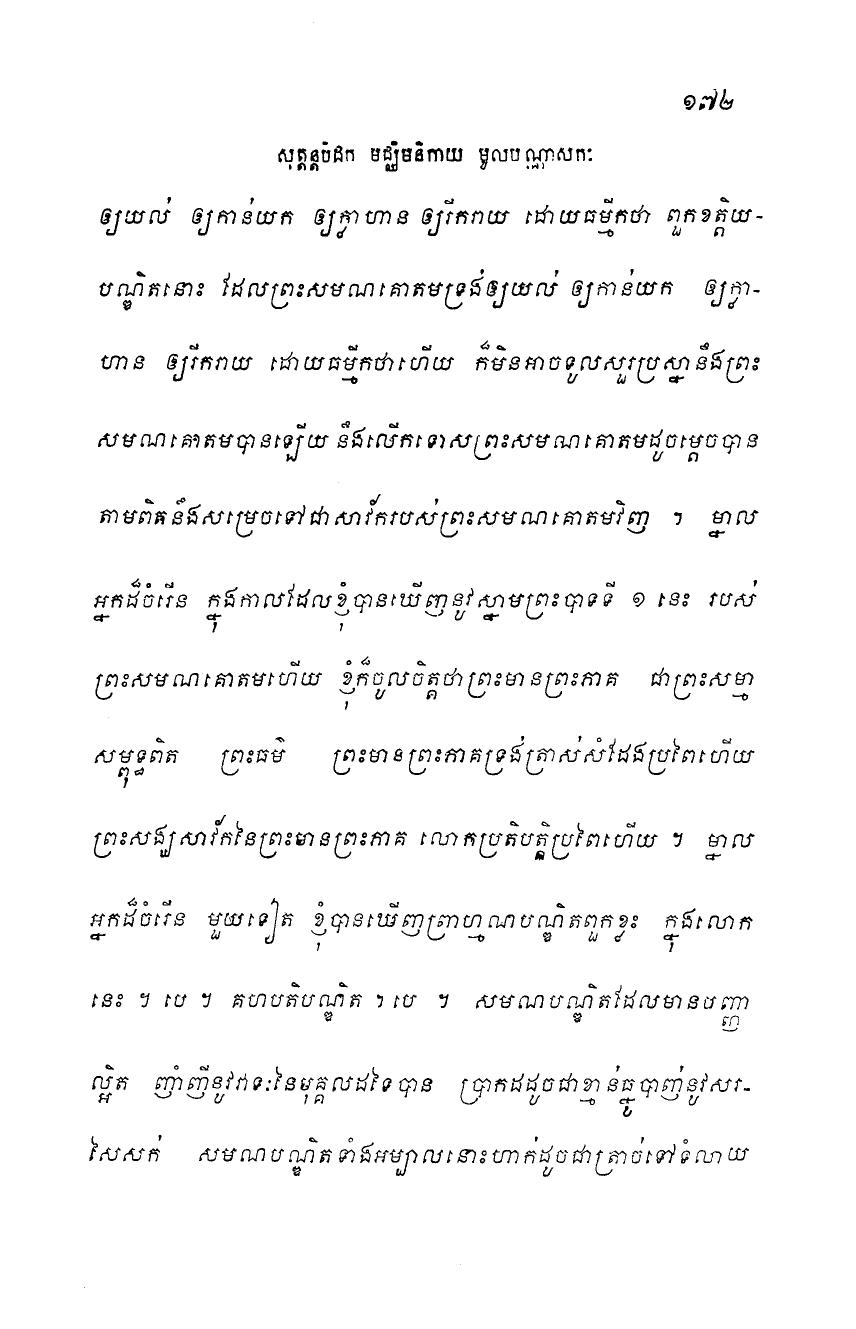 ១៧២
សុត្តន្តបិដក មជ្ឈិមនិកាយ មូលបណ្ណាសកៈ
ឲ្យយល់ ឲ្យកាន់យក ឲ្យក្លាហាន ឲ្យរីករាយ ដោយធម្មីកថា ពួកខត្តិយ-
បណ្ឌិតនោះ ដែលព្រះសមណគោតមទ្រង់ឲ្យយល់ ឲ្យកាន់យក ឲ្យក្លា-
ហាន ឲ្យរីករាយ ដោយធម្មីកថាហើយ ក៏មិនអាចទូលសួរប្រស្នានឹងព្រះ
សមណគោតមបានឡើយ នឹងលើកទោសព្រះសមណគោតមដូចម្តេចបាន
តាមពិតនឹងសម្រេចទៅជាសាវ័ករបស់ព្រះសមណគោតមវិញ ។ ម្នាល
អ្នកដ៏ចំរើន ក្នុងកាលដែលខ្ញុំបានឃើញនូវស្នាមព្រះបាទទី ១ នេះ របស់
ព្រះសមណគោតមហើយ ខ្ញុំក៏ចូលចិត្តថាព្រះមានព្រះភាគ ជាព្រះសម្មា
សម្ពុទ្ធពិត ព្រះធម៌ ព្រះមានព្រះភាគទ្រង់ត្រាស់សំដែងប្រពៃហើយ
ព្រះសង្ឃសាវ័កនៃព្រះមានព្រះភាគ លោកប្រតិបត្តិប្រពៃហើយ ។ ម្នាល
អ្នកដ៏ចំរើន មួយទៀត ខ្ញុំបានឃើញព្រាហ្មណបណ្ឌិតពួកខ្លះ ក្នុងលោក
នេះ ។ បេ ។ គហបតិបណ្ឌិត ។ បេ ។ សមណបណ្ឌិតដែលមានបញ្ញា
ល្អិត ញាំញីនូវវាទៈនៃបុគ្គលដទៃបាន ប្រាកដដូចជាខ្មាន់ធ្នូបាញ់នូវសរ-
សៃសក់ សមណបណ្ឌិតទាំងអម្បាលនោះហាក់ដូចជាត្រាច់ទៅទំលាយ